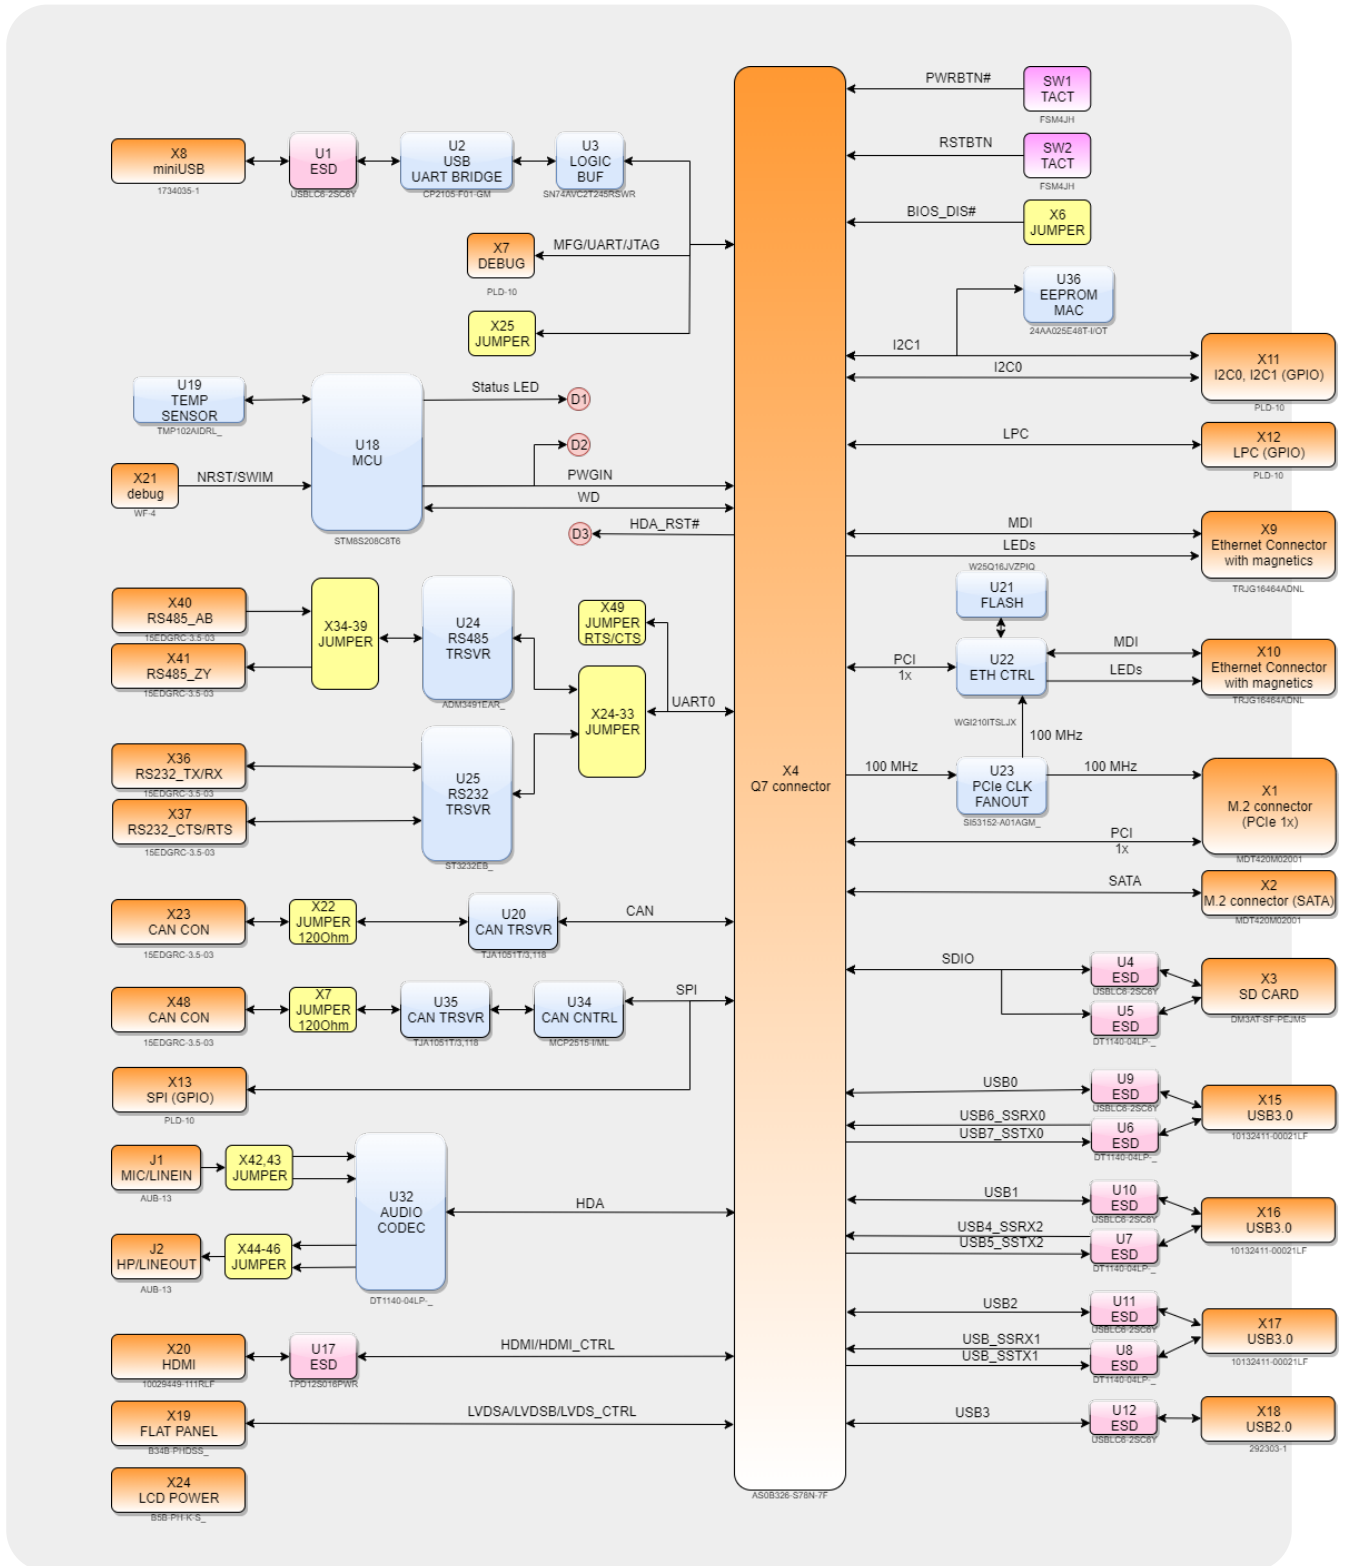 PWRBTN#
SW1
TACT
FSM4JH
X8
miniUSB
1734035-1
U1
ESD
USBLC6-2SC6Y
U2
USB
UART BRIDGE
CP2105-F01-GM
U3
LOGIC
BUF
SN74AVC2T245RSWR
RSTBTN
SW2
TACT
FSM4JH
BIOS_DIS#
X6
JUMPER
X7
DEBUG
PLD-10
MFG/UART/JTAG
U36
EEPROM
MAC
24AA025E48T-I/OT
X25
JUMPER
I2C1
I2C0
X11
I2C0, I2C1 (GPIO)
PLD-10
U19
TEMP
SENSOR
TMP102AIDRL_
U18
MCU
STM8S208C8T6
Status LED
D1
D2
PWGIN
WD
HDA_RST#
D3
X21
debug
WF-4
NRST/SWIM
LPC
X12
LPC (GPIO)
PLD-10
MDI
LEDs
X9
Ethernet Connector
with magnetics
TRJG16464ADNL
W25Q16JVZPIQ
U21
FLASH
X40
RS485_AB
15EDGRC-3.5-03
X41
RS485_ZY
15EDGRC-3.5-03
X34-39
JUMPER
U24
RS485
TRSVR
ADM3491EAR_
X49
JUMPER
RTS/CTS
X24-33
JUMPER
UART0
PCI
1x
U22
ETH CTRL
WGI210ITSLJX
MDI
LEDs
X10
Ethernet Connector
with magnetics
TRJG16464ADNL
100 MHz
X36
RS232_TX/RX
15EDGRC-3.5-03
X37
RS232_CTS/RTS
15EDGRC-3.5-03
U25
RS232
TRSVR
ST3232EB_
X4
Q7 connector
100 MHz
U23
PCIe CLK
FANOUT
SI53152-A01AGM_
100 MHz
PCI
1x
X1
M.2 connector
(PCIe 1x)
MDT420M02001
SATA
X2
M.2 connector (SATA)
MDT420M02001
X23
CAN CON
15EDGRC-3.5-03
X22
JUMPER
120Ohm
U20
CAN TRSVR
TJA1051T/3,118
CAN
SDIO
U4
ESD
USBLC6-2SC6Y
U5
ESD
DT1140-04LP-_
X3
SD CARD
DM3AT-SF-PEJM5
X48
CAN CON
15EDGRC-3.5-03
X7
JUMPER
120Ohm
U35
CAN TRSVR
TJA1051T/3,118
U34
CAN CNTRL
MCP2515-I/ML
SPI
X13
SPI (GPIO)
PLD-10
USB0
USB6_SSRX0
USB7_SSTX0
U9
ESD
USBLC6-2SC6Y
U6
ESD
DT1140-04LP-_
X15
USB3.0
10132411-00021LF
J1
MIC/LINEIN
AUB-13
X42,43
JUMPER
U32
AUDIO
CODEC
DT1140-04LP-_
HDA
J2
HP/LINEOUT
AUB-13
X44-46
JUMPER
USB1
USB4_SSRX2
USB5_SSTX2
U10
ESD
USBLC6-2SC6Y
U7
ESD
DT1140-04LP-_
X16
USB3.0
10132411-00021LF
USB2
USB_SSRX1
USB_SSTX1
U11
ESD
USBLC6-2SC6Y
U8
ESD
DT1140-04LP-_
X17
USB3.0
10132411-00021LF
X20
HDMI
10029449-111RLF
U17
ESD
TPD12S016PWR
HDMI/HDMI_CTRL
X19
FLAT PANEL
B34B-PHDSS_
LVDSA/LVDSB/LVDS_CTRL
USB3
U12
ESD
USBLC6-2SC6Y
X18
USB2.0
292303-1
X24
LCD POWER
B5B-PH-K-S_
AS0B326-S78N-7F